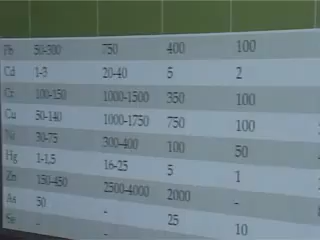 Pb 50-300 750 400 100
Cd 1-3 20-40 5 2
Cr 100-150 1000-1500 350 100
Cu 50-140 1000-1750 750 100
Ni 30-75 300-400 100 50
Hg 1-1,5 16-25 5 1
Zn 150-450 2500-4000 2000 -
As 50 - - -
Se - - 25 10